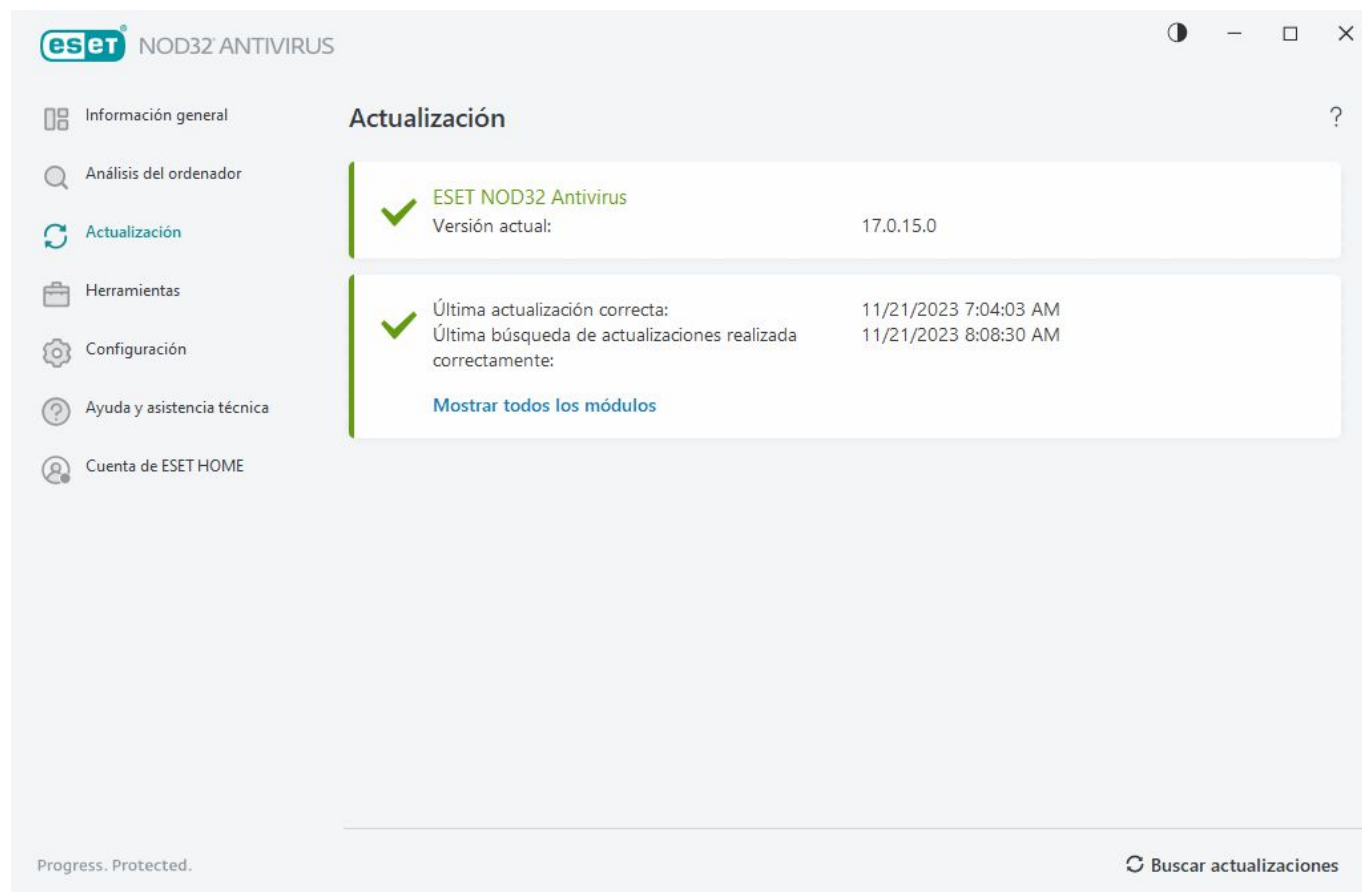 eseT® NOD32® ANTIVIRUS
Información general
Análisis del ordenador
Actualización
Herramientas
Configuración
Ayuda y asistencia técnica
Cuenta de ESET HOME
Actualización
?
ESET NOD32 Antivirus
Versión actual: 17.0.15.0
Última actualización correcta: 11/21/2023 7:04:03 AM
Última búsqueda de actualizaciones realizada 11/21/2023 8:08:30 AM
correctamente:
Mostrar todos los módulos
Progress. Protected.
Buscar actualizaciones